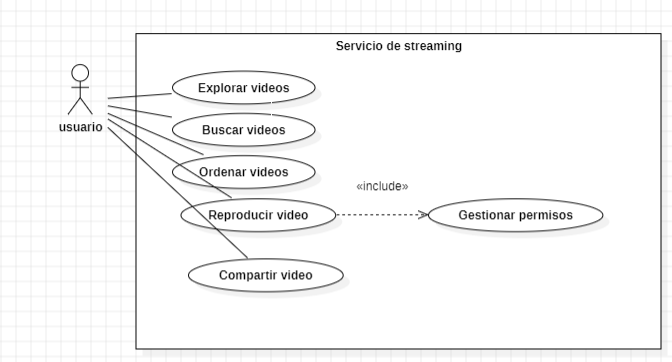 Servicio de streaming
Explorar videos
usuario
Buscar videos
Ordenar videos
«include»
Reproducir video
Gestionar permisos
Compartir video